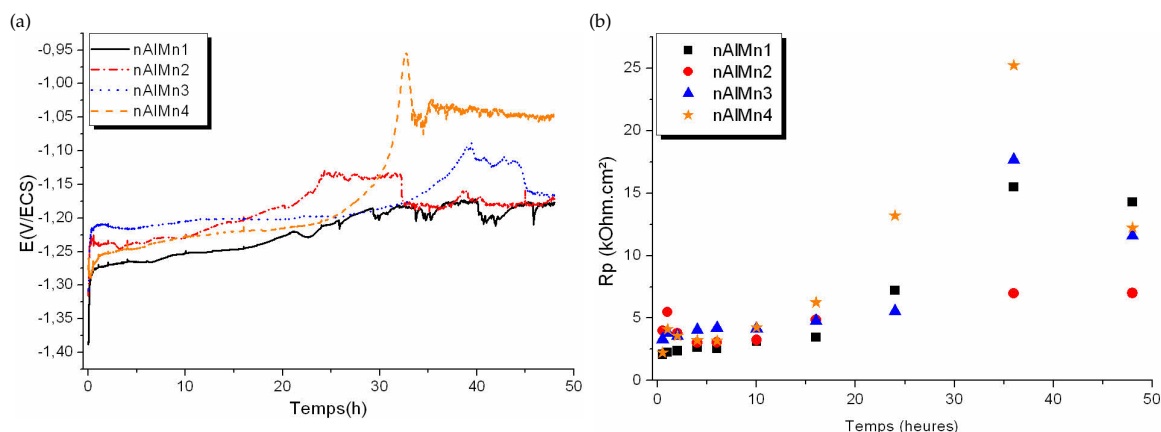 (a)
nAlMn1
nAlMn2
nAlMn3
nAlMn4
-0,95
-1,00
-1,05
-1,10
-1,15
-1,20
-1,25
-1,30
-1,35
-1,40
E(V/ECS)
0 10 20 30 40 50
Temps(h)
(b)
nAlMn1
nAlMn2
nAlMn3
nAlMn4
25
20
15
10
5
0
Rp (kOhm.cm²)
0 10 20 30 40 50
Temps (heures)